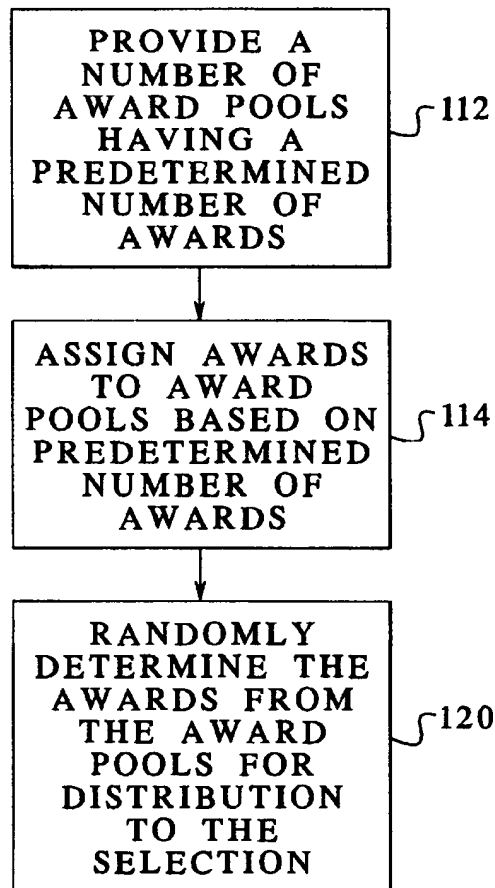 PROVIDE A
NUMBER OF
AWARD POOLS
HAVING A
PREDETERMINED
NUMBER OF
AWARDS
112
ASSIGN AWARDS
TO AWARD
POOLS BASED ON
PREDETERMINED
NUMBER OF
AWARDS
114
RANDOMLY
DETERMINE THE
AWARDS FROM
THE AWARD
POOLS FOR
DISTRIBUTION
TO THE
SELECTION
120